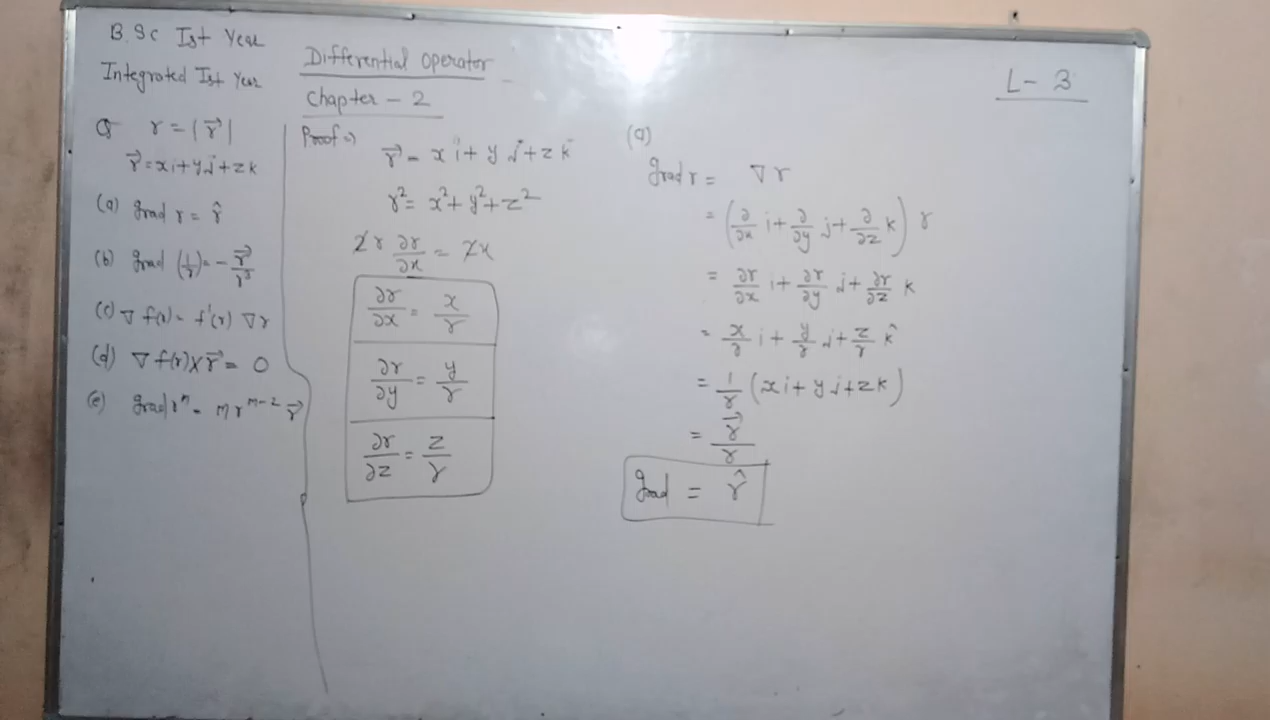 B.Sc Ist Year
Integrated Ist Year
Differential Operator
Chapter - 2
L - 3
Q r = |r⃗|
r⃗ = xi + yj + zk
(a) grad r = r̂
(b) grad (1/r) = - r⃗/r³
(c) ∇ f(r) = f'(r) ∇r
(d) ∇ f(r) × r⃗ = 0
(e) grad rⁿ = m r^{m-2} r⃗
Proof :)
r⃗ = x i + y j + z k
r² = x² + y² + z²
2r ∂r/∂x = 2x
∂r/∂x = x/r
∂r/∂y = y/r
∂r/∂z = z/r
(a)
grad r = ∇r
= (∂/∂x i + ∂/∂y j + ∂/∂z k) r
= ∂r/∂x i + ∂r/∂y j + ∂r/∂z k
= x/r i + y/r j + z/r k̂
= 1/r (x i + y j + z k)
= r⃗/r
grad = r̂